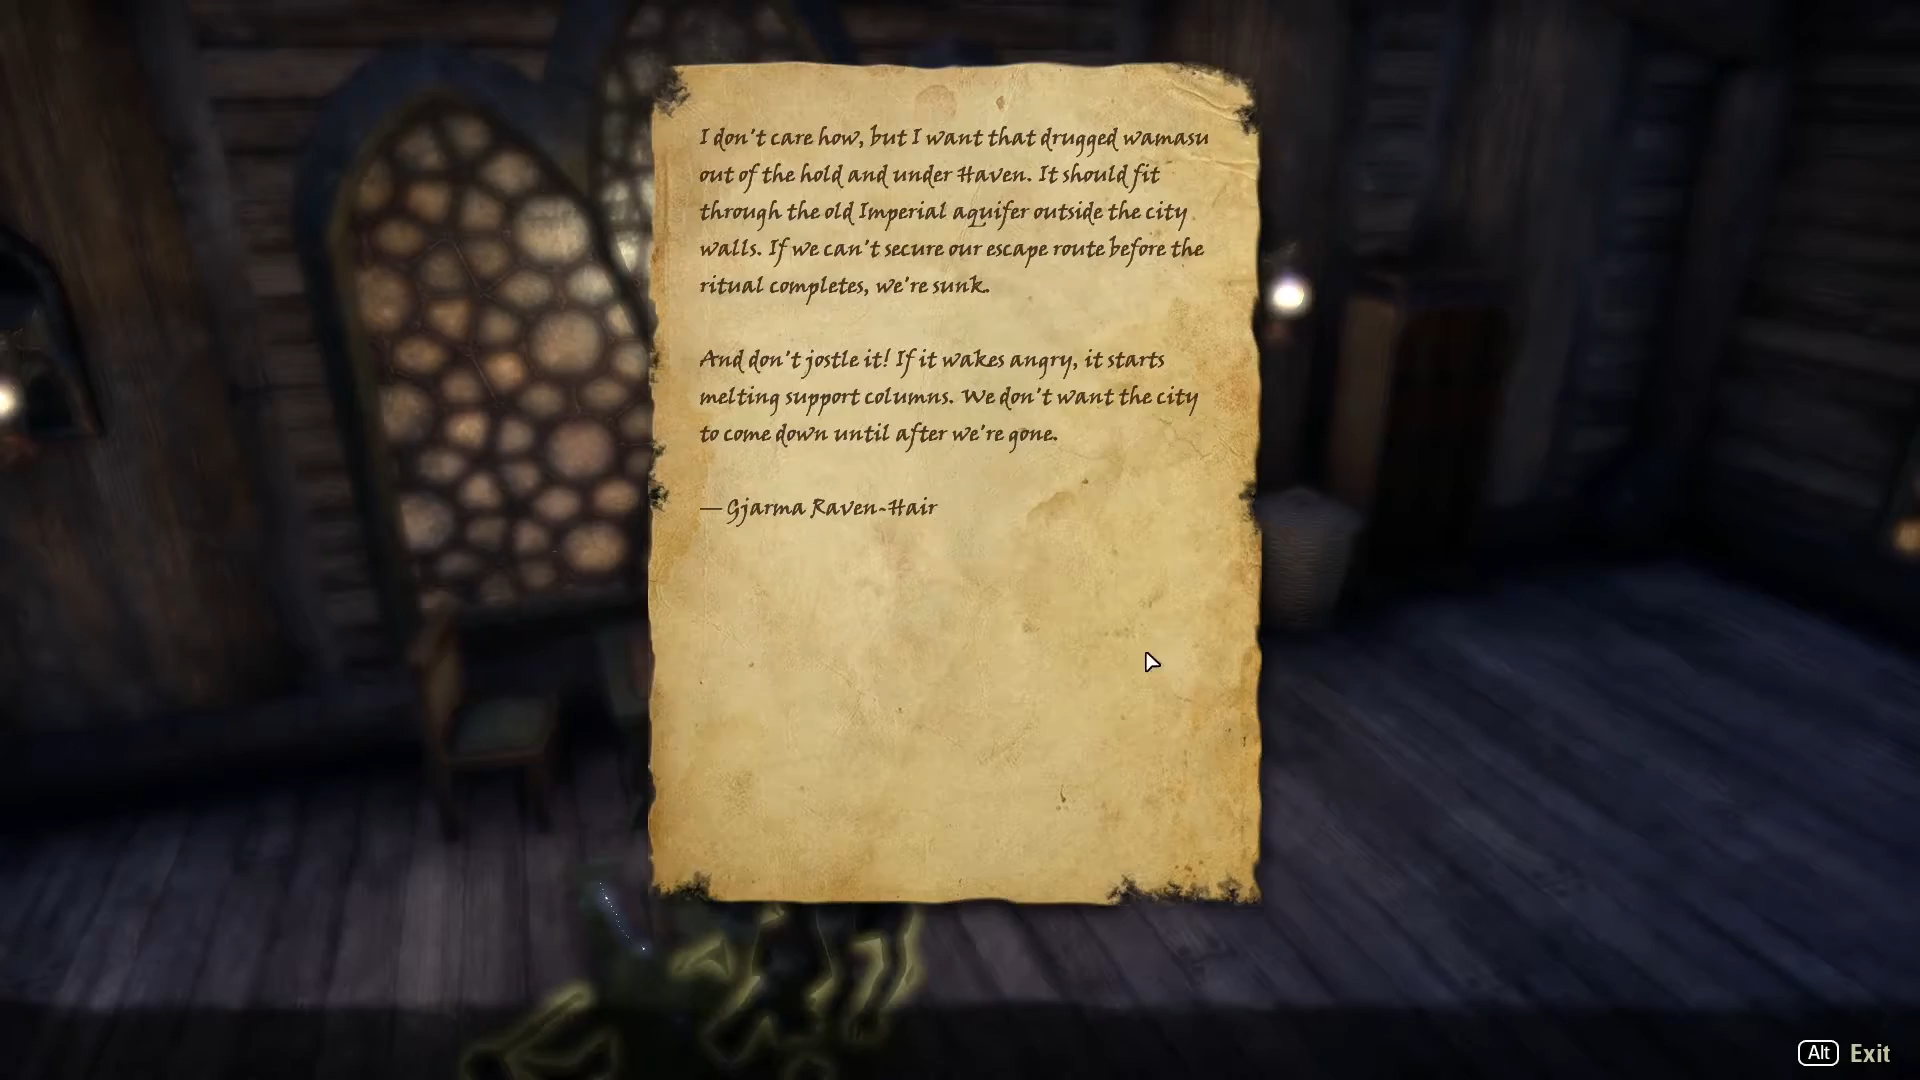 I don't care how, but I want that drugged wamasu
out of the hold and under Haven. It should fit
through the old Imperial aquifer outside the city
walls. If we can't secure our escape route before the
ritual completes, we're sunk.
And don't jostle it! If it wakes angry, it starts
melting support columns. We don't want the city
to come down until after we're gone.
— Gjarma Raven-Hair
Alt Exit